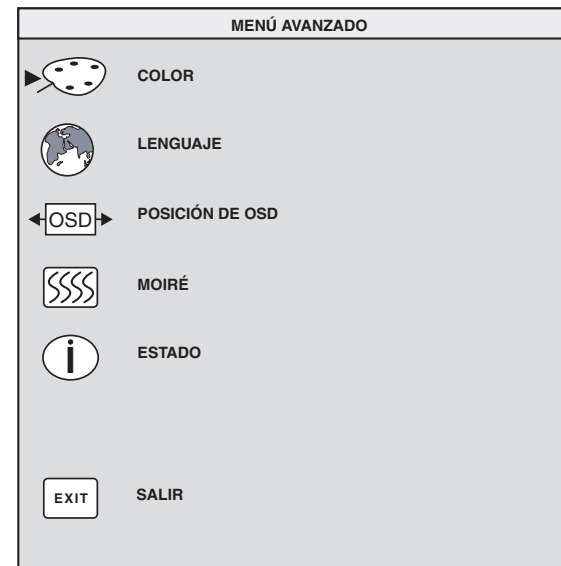 MENÚ AVANZADO
COLOR
LENGUAJE
OSD POSICIÓN DE OSD
MOIRÉ
i ESTADO
EXIT SALIR